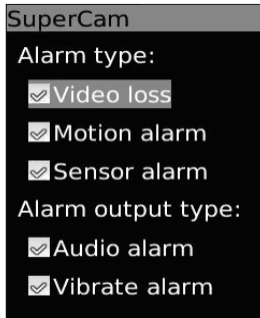 SuperCam
Alarm type:
Video loss
Motion alarm
Sensor alarm
Alarm output type:
Audio alarm
Vibrate alarm